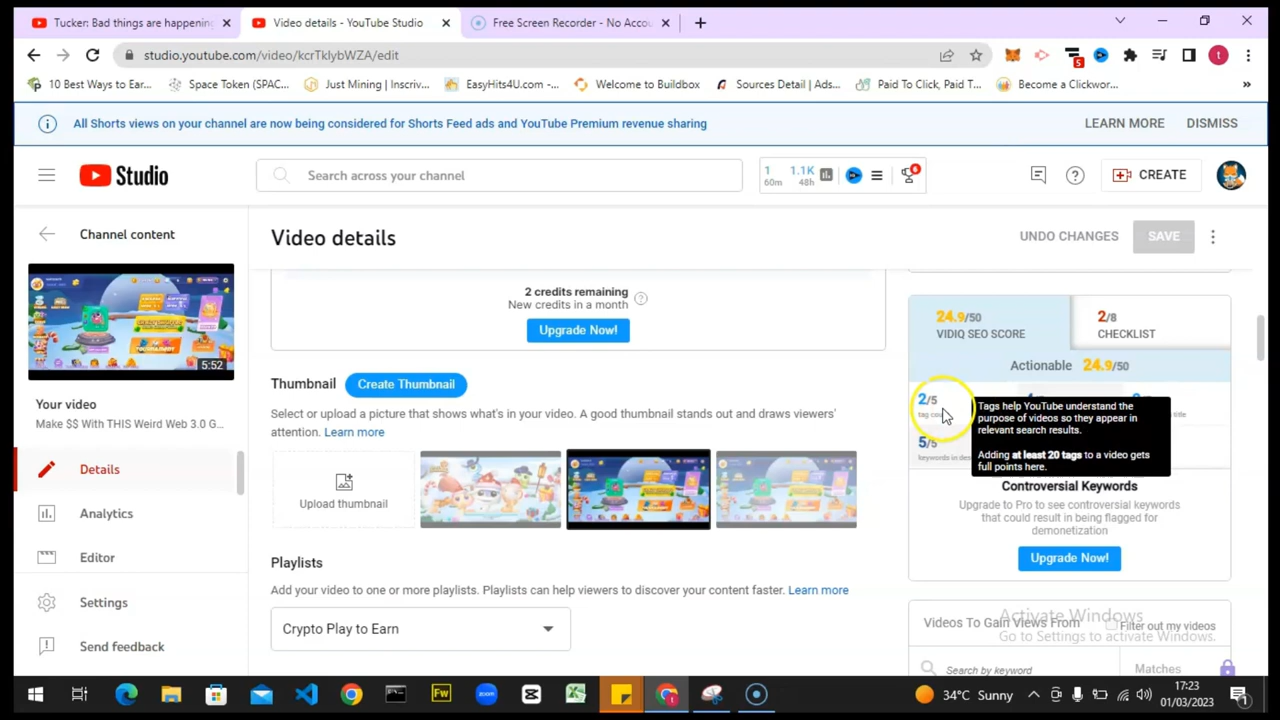 Tucker: Bad things are happening
Video details - YouTube Studio
Free Screen Recorder - No Accou
studio.youtube.com/video/kcrTkIybWZA/edit
5
t
10 Best Ways to Ear...
Space Token (SPAC...
Just Mining | Inscriv...
EasyHits4U.com -...
Welcome to Buildbox
Sources Detail | Ads...
Paid To Click, Paid T...
Become a Clickwor...
»
All Shorts views on your channel are now being considered for Shorts Feed ads and YouTube Premium revenue sharing
LEARN MORE
DISMISS
Studio
Search across your channel
1
60m
1.1K
48h
6
CREATE
Channel content
Video details
UNDO CHANGES
SAVE
5:52
Your video
Make $$ With THIS Weird Web 3.0 G...
Details
Analytics
Editor
Settings
Send feedback
2 credits remaining
New credits in a month
Upgrade Now!
Thumbnail
Create Thumbnail
Select or upload a picture that shows what's in your video. A good thumbnail stands out and draws viewers'
attention. Learn more
Upload thumbnail
Playlists
Add your video to one or more playlists. Playlists can help viewers to discover your content faster. Learn more
Crypto Play to Earn
24.9/50
VIDIQ SEO SCORE
2/8
CHECKLIST
Actionable 24.9/50
2/5
tag
title
5/5
keywords in des
Tags help YouTube understand the
purpose of videos so they appear in
relevant search results.
Adding at least 20 tags to a video gets
full points here.
Controversial Keywords
Upgrade to Pro to see controversial keywords
that could result in being flagged for
demonetization
Upgrade Now!
Videos To Gain Views From
Filter out my videos
Activate Windows
Go to Settings to activate Windows.
Search by keyword
Matches
Fw
zoom
34°C Sunny
17:23
01/03/2023
1